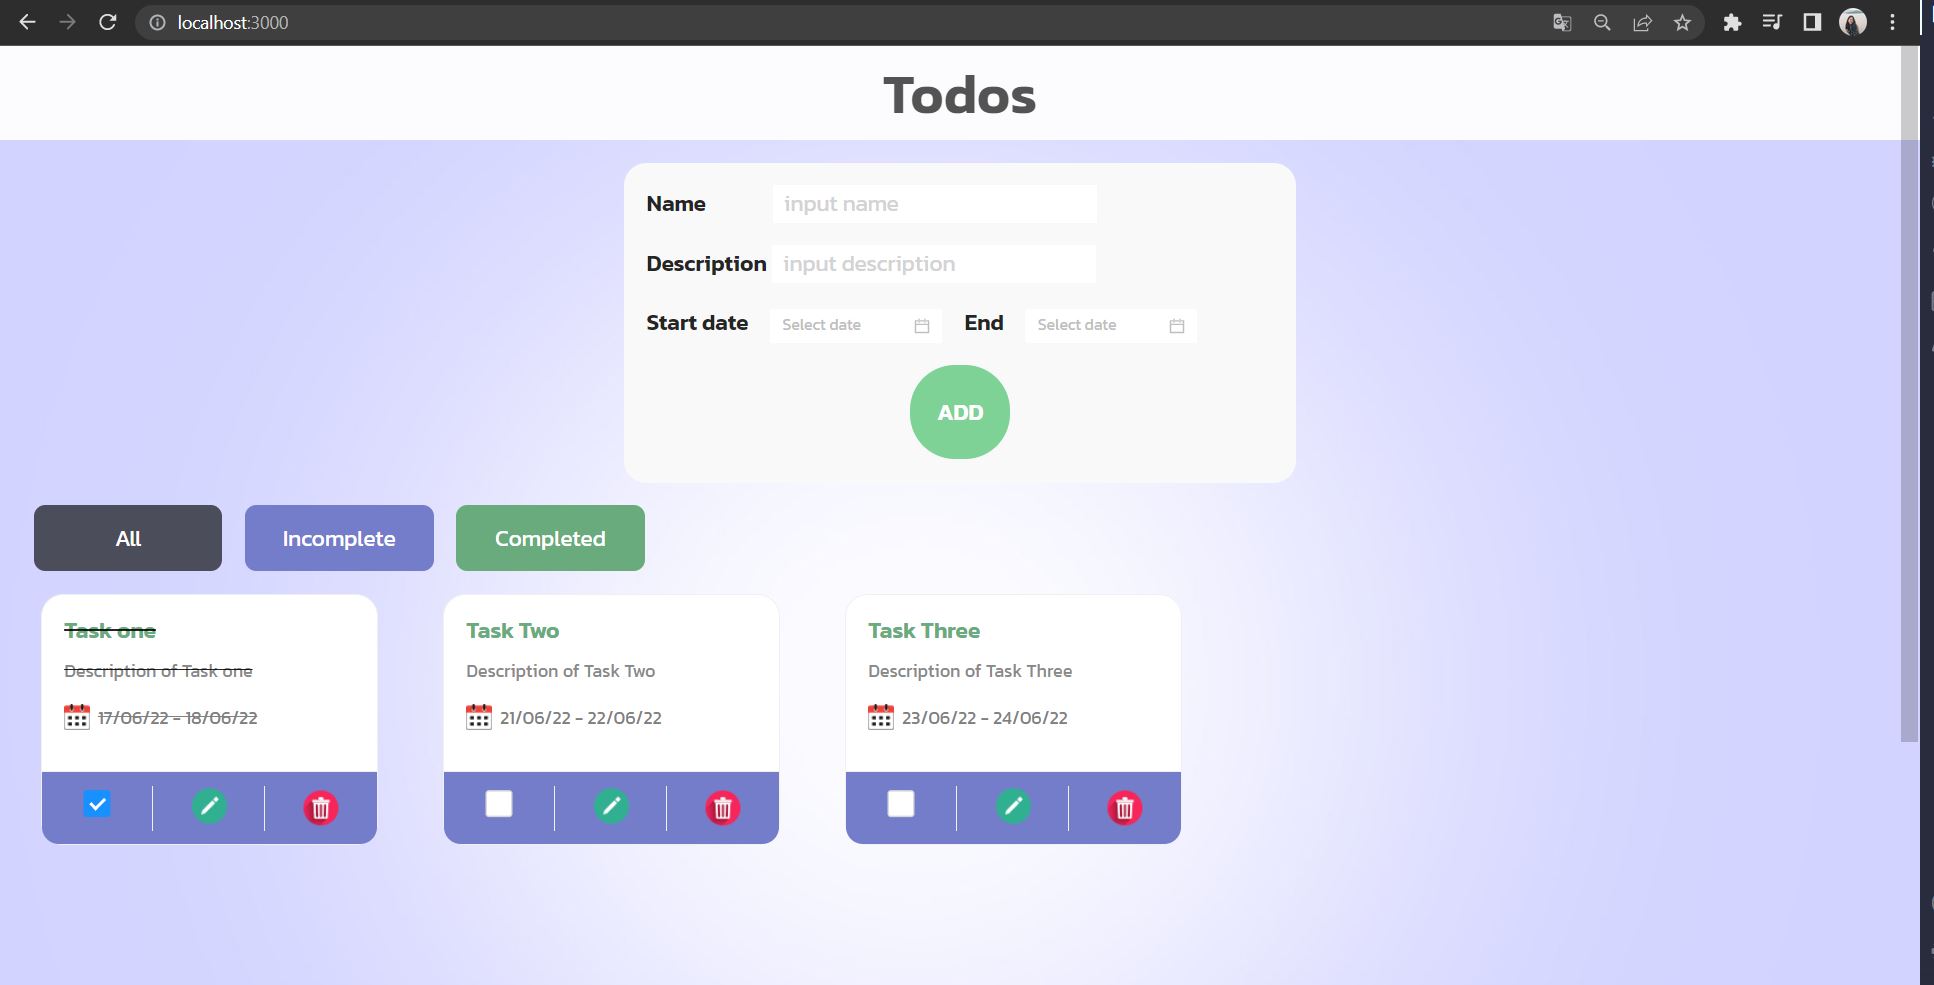 localhost:3000
Todos
Name input name
Description input description
Start date Select date End Select date
ADD
All Incomplete Completed
Task one
Description of Task one
17/06/22 - 18/06/22
Task Two
Description of Task Two
21/06/22 - 22/06/22
Task Three
Description of Task Three
23/06/22 - 24/06/22